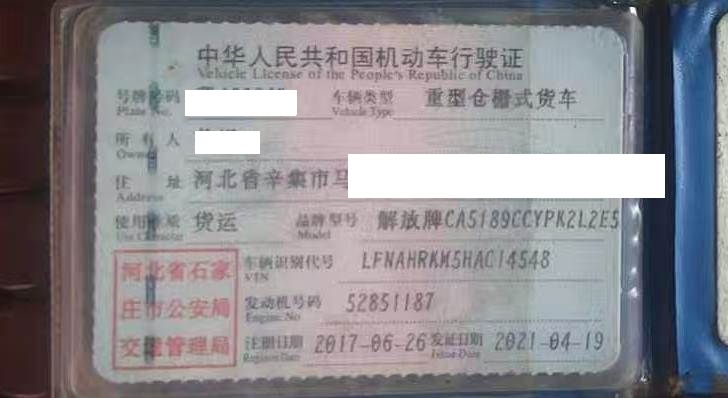 中华人民共和国机动车行驶证
Vehicle License of the People's Republic of China
号牌号码 车辆类型 重型仓栅式货车
Plate No. Vehicle Type
所有人
Owner
住址 河北省辛集市马
Address
使用性质 货运 品牌型号 解放牌CA5189CCYPK2L2E5
Use Character Model
河北省石家
庄市公安局
交通管理局
车辆识别代号 LFNAHRKM5HAC14548
VIN
发动机号码 52851187
Engine No.
注册日期 2017-06-26 发证日期 2021-04-19
Register Date Issue Date